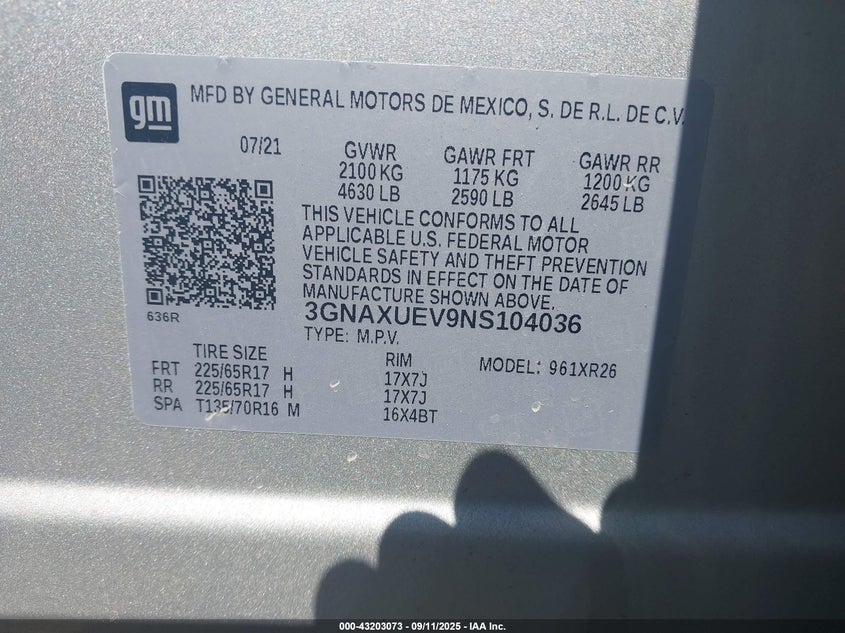 gm
MFD BY GENERAL MOTORS DE MEXICO, S. DE R.L. DE C.V.
07/21
GVWR GAWR FRT GAWR RR
2100 KG 1175 KG 1200 KG
4630 LB 2590 LB 2645 LB
THIS VEHICLE CONFORMS TO ALL
APPLICABLE U.S. FEDERAL MOTOR
VEHICLE SAFETY AND THEFT PREVENTION
STANDARDS IN EFFECT ON THE DATE OF
MANUFACTURE SHOWN ABOVE.
636R
3GNAXUEV9NS104036
TYPE: M.P.V.
TIRE SIZE RIM MODEL: 961XR26
FRT 225/65R17 H 17X7J
RR 225/65R17 H 17X7J
SPA T135/70R16 M 16X4BT
000-43203073 - 09/11/2025 - IAA Inc.